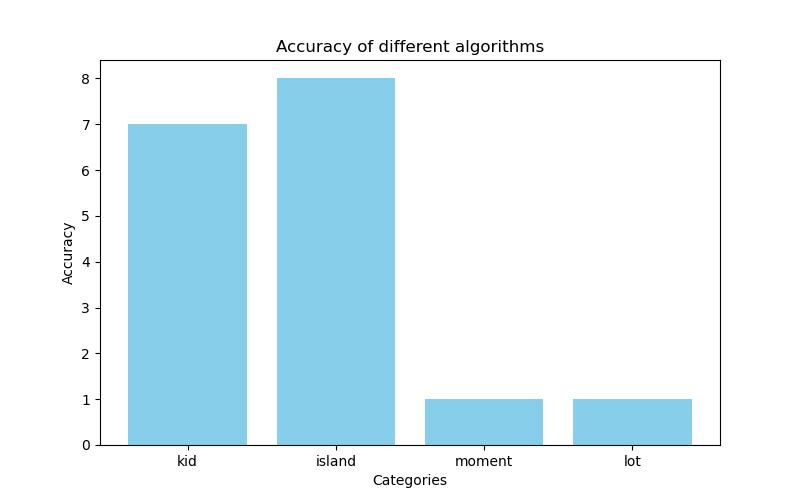 Accuracy of different algorithms
8
7
6
5
4
3
2
1
0
Accuracy
kid island moment lot
Categories